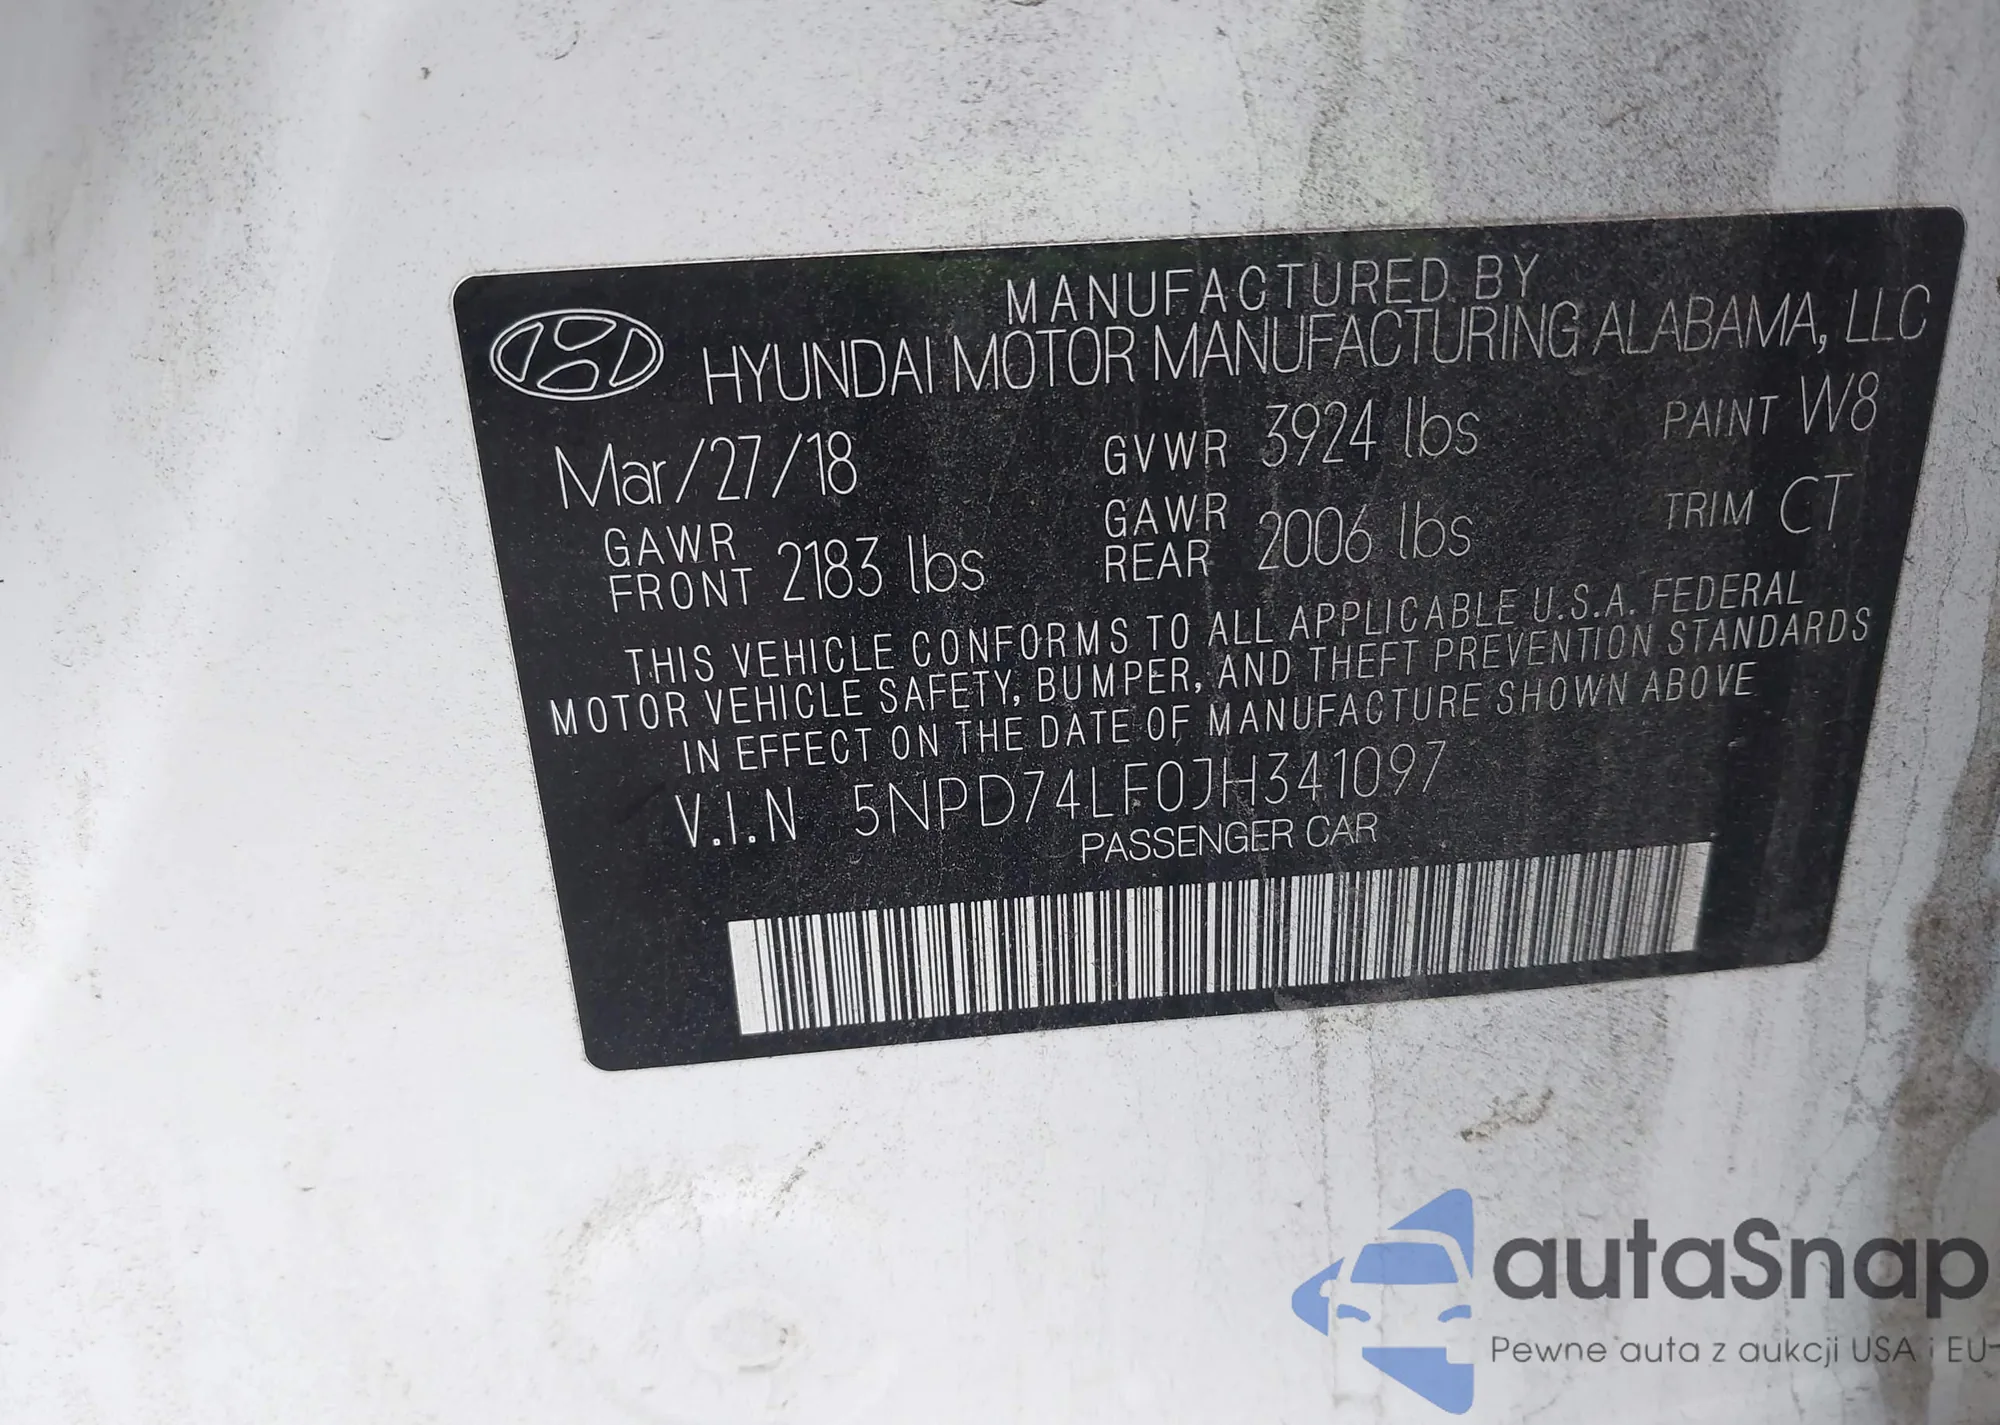 MANUFACTURED BY
HYUNDAI MOTOR MANUFACTURING ALABAMA, LLC
Mar/27/18 GVWR 3924 lbs PAINT W8
GAWR FRONT 2183 lbs GAWR REAR 2006 lbs TRIM CT
THIS VEHICLE CONFORMS TO ALL APPLICABLE U.S.A. FEDERAL
MOTOR VEHICLE SAFETY, BUMPER, AND THEFT PREVENTION STANDARDS
IN EFFECT ON THE DATE OF MANUFACTURE SHOWN ABOVE
V.I.N 5NPD74LF0JH341097
PASSENGER CAR
autaSnap
Pewne auta z aukcji USA i EU